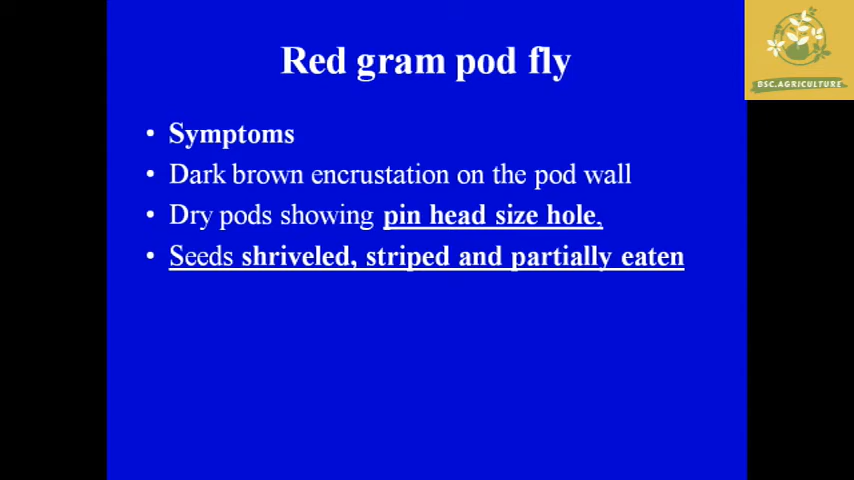 Red gram pod fly
BSC.AGRICULTURE
• Symptoms
• Dark brown encrustation on the pod wall
• Dry pods showing pin head size hole,
• Seeds shriveled, striped and partially eaten